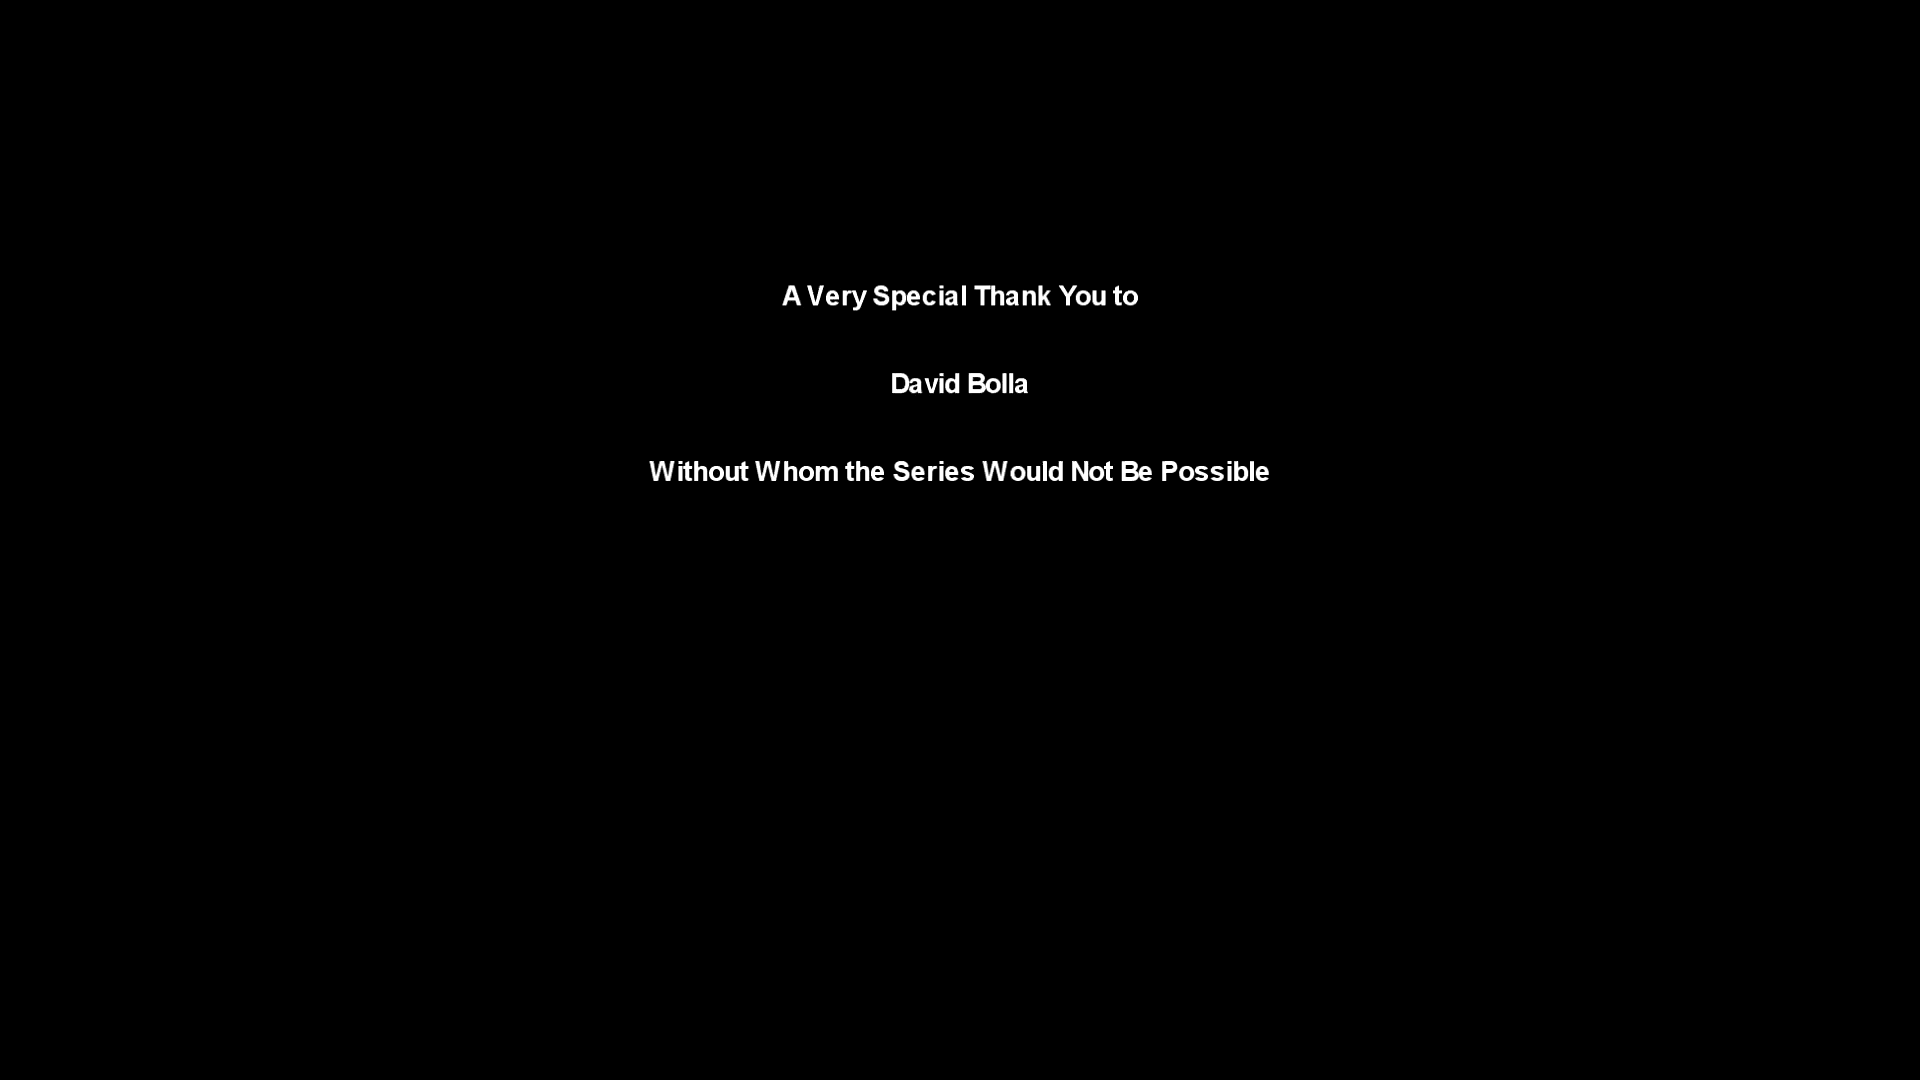 A Very Special Thank You to
David Bolla
Without Whom the Series Would Not Be Possible